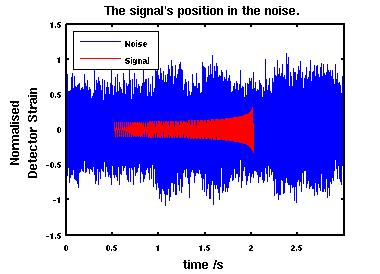 The signal's position in the noise.
1.5
Noise
Signal
1
0.5
0
-0.5
-1
-1.5
Normalised
Detector Strain
0 0.5 1 1.5 2 2.5
time /s